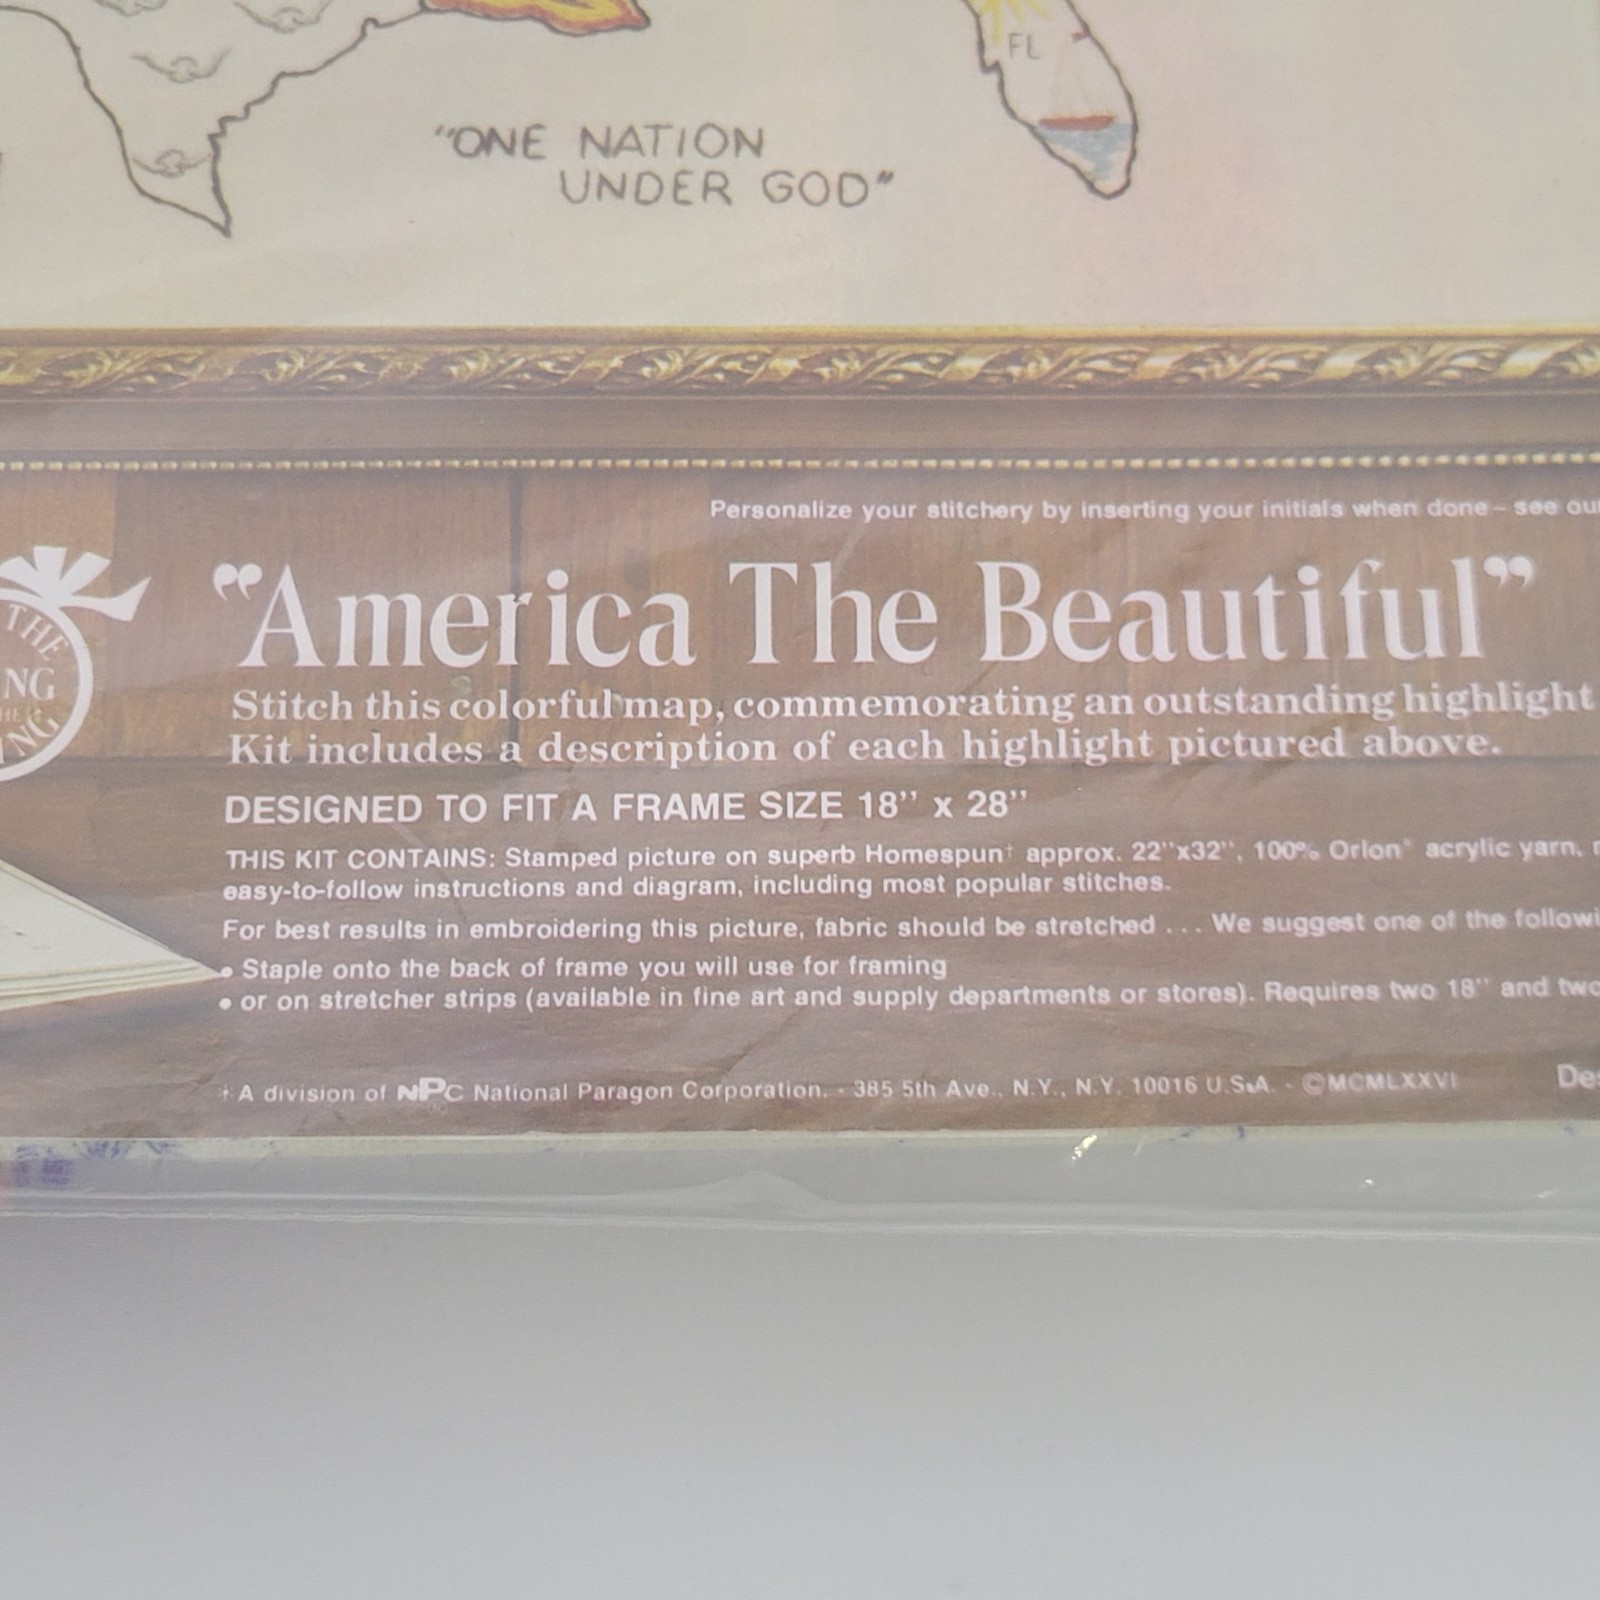 FL
"ONE NATION
UNDER GOD"
Personalize your stitchery by inserting your initials when done – see our
THE
NG
"America The Beautiful"
Stitch this colorful map, commemorating an outstanding highlight
Kit includes a description of each highlight pictured above.
DESIGNED TO FIT A FRAME SIZE 18" x 28"
THIS KIT CONTAINS: Stamped picture on superb Homespun† approx. 22"x32", 100% Orlon® acrylic yarn,
easy-to-follow instructions and diagram, including most popular stitches.
For best results in embroidering this picture, fabric should be stretched ... We suggest one of the followi
• Staple onto the back of frame you will use for framing
• or on stretcher strips (available in fine art and supply departments or stores). Requires two 18" and two
† A division of NPC National Paragon Corporation. - 385 5th Ave., N.Y., N.Y. 10016 U.S.A. - ©MCMLXXVI Des